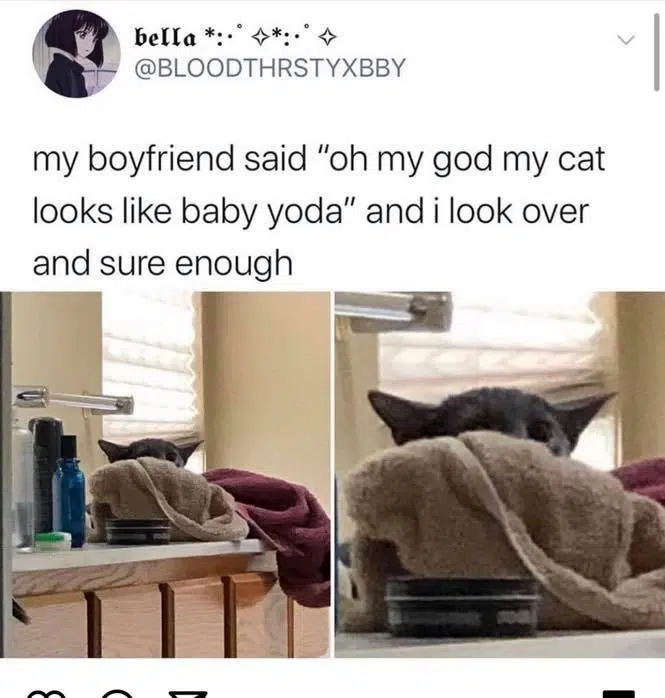 bella *:·ﾟ✧*:·ﾟ✧
@BLOODTHRSTYXBBY
my boyfriend said "oh my god my cat
looks like baby yoda" and i look over
and sure enough